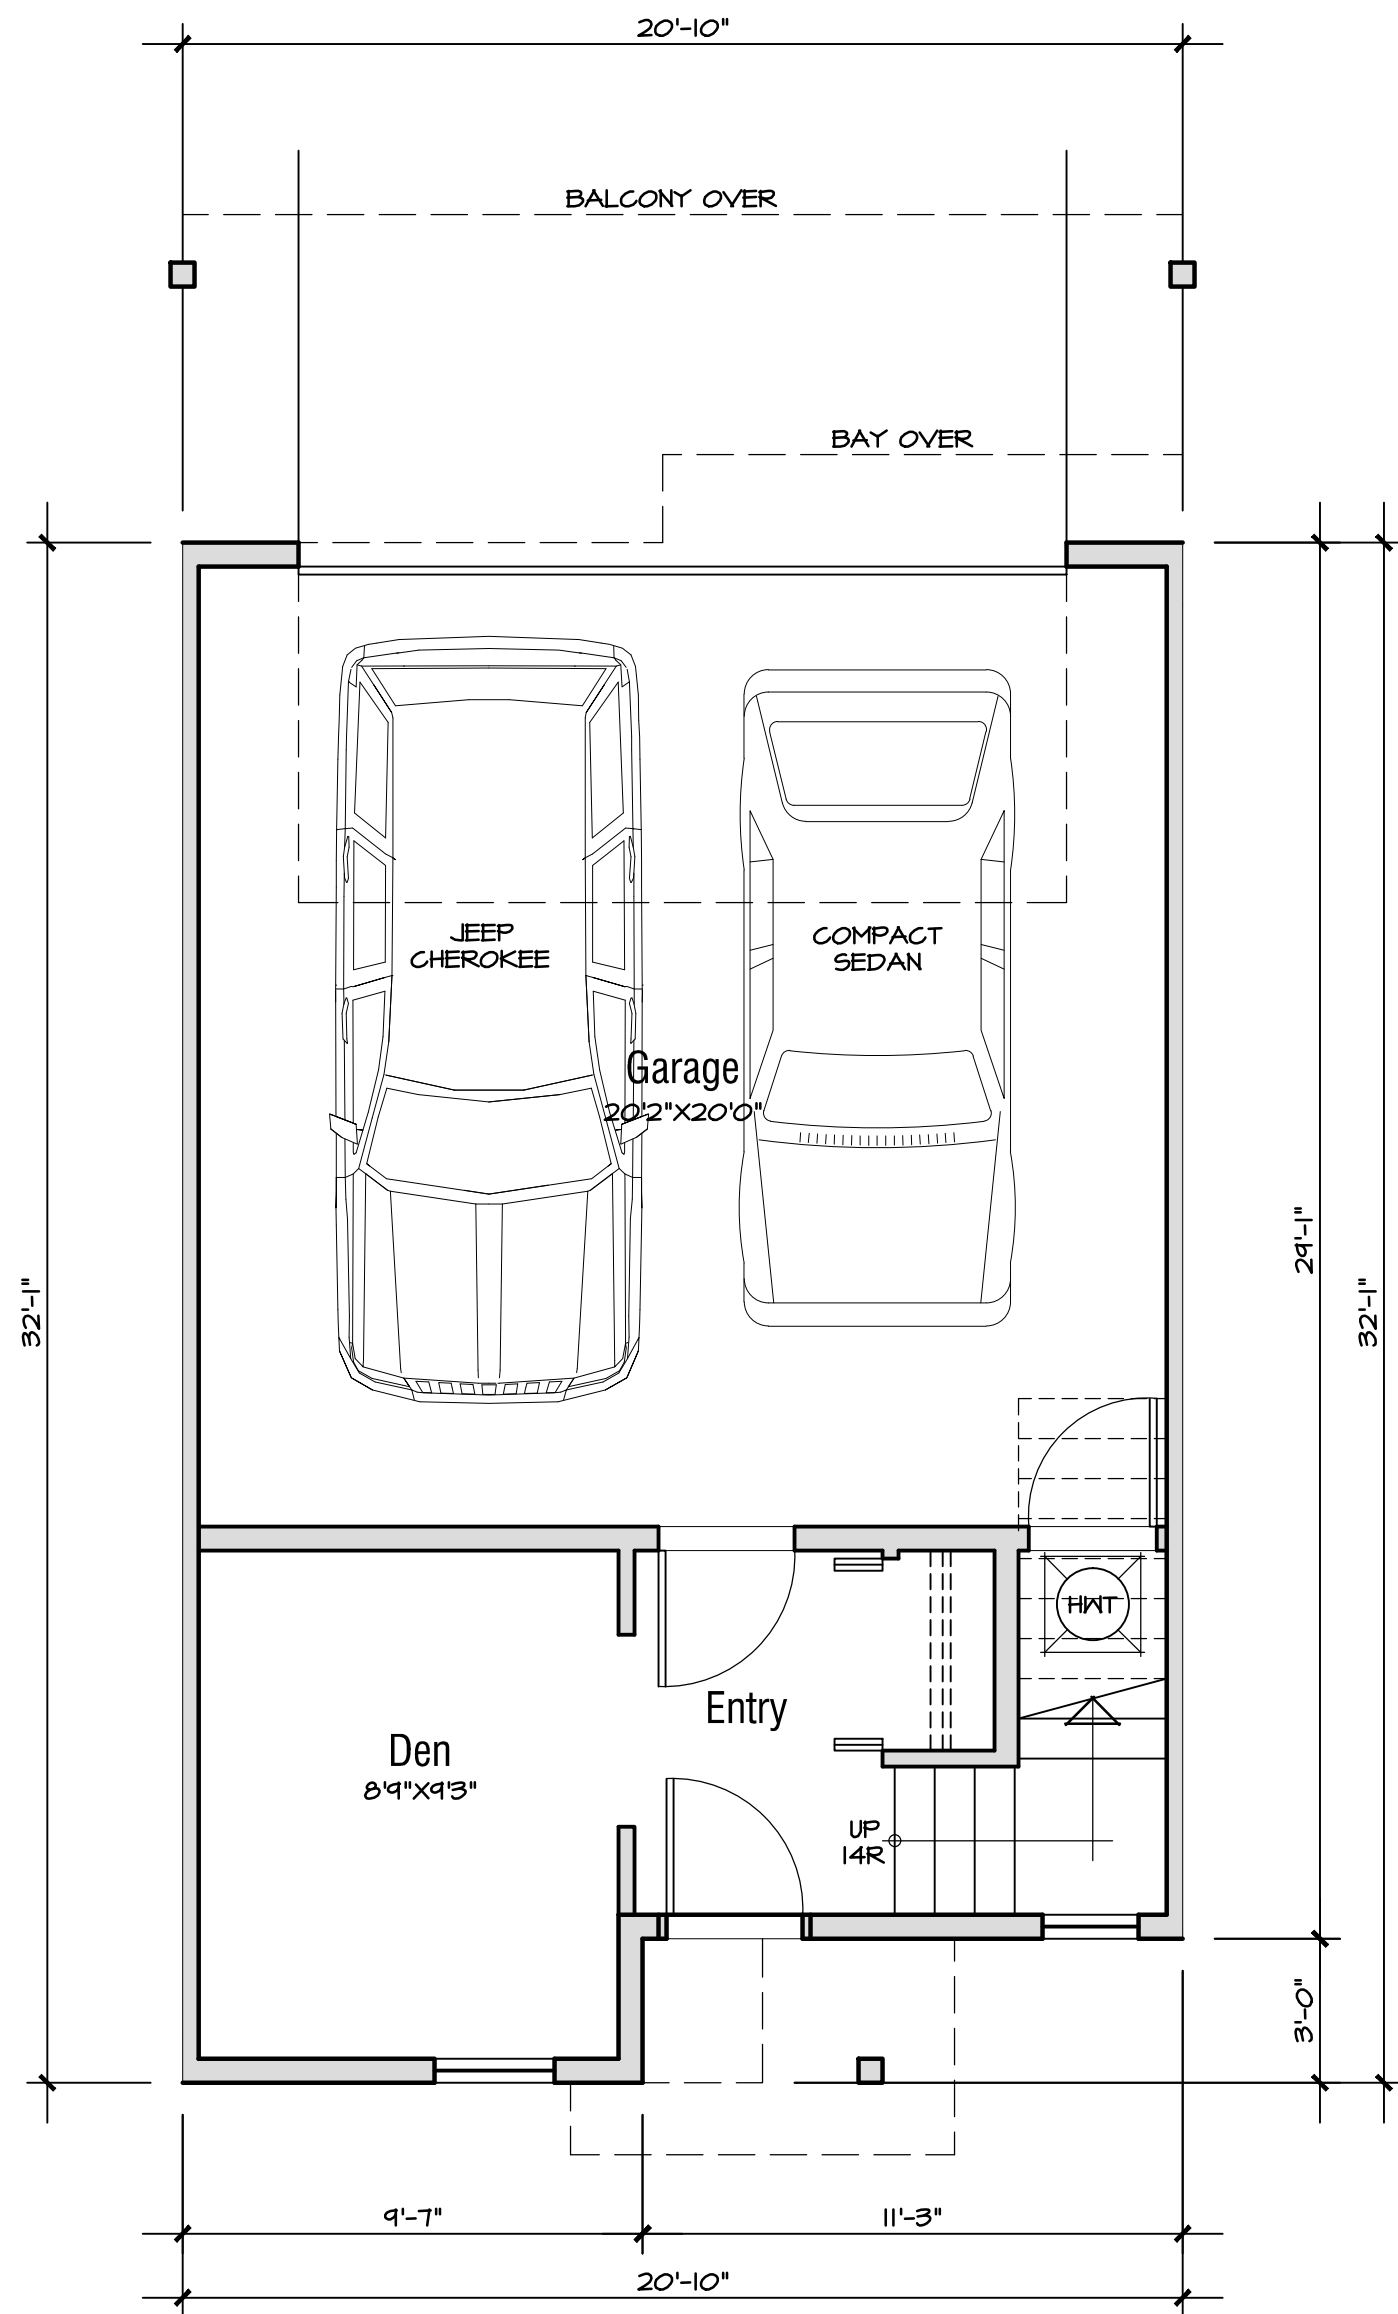 20'-10"
BALCONY OVER
BAY OVER
JEEP
CHEROKEE
COMPACT
SEDAN
Garage
20'2"X20'0"
32'-1"
29'-1"
32'-1"
HWT
Entry
Den
8'9"X9'3"
UP
14R
3'-0"
9'-7"
11'-3"
20'-10"